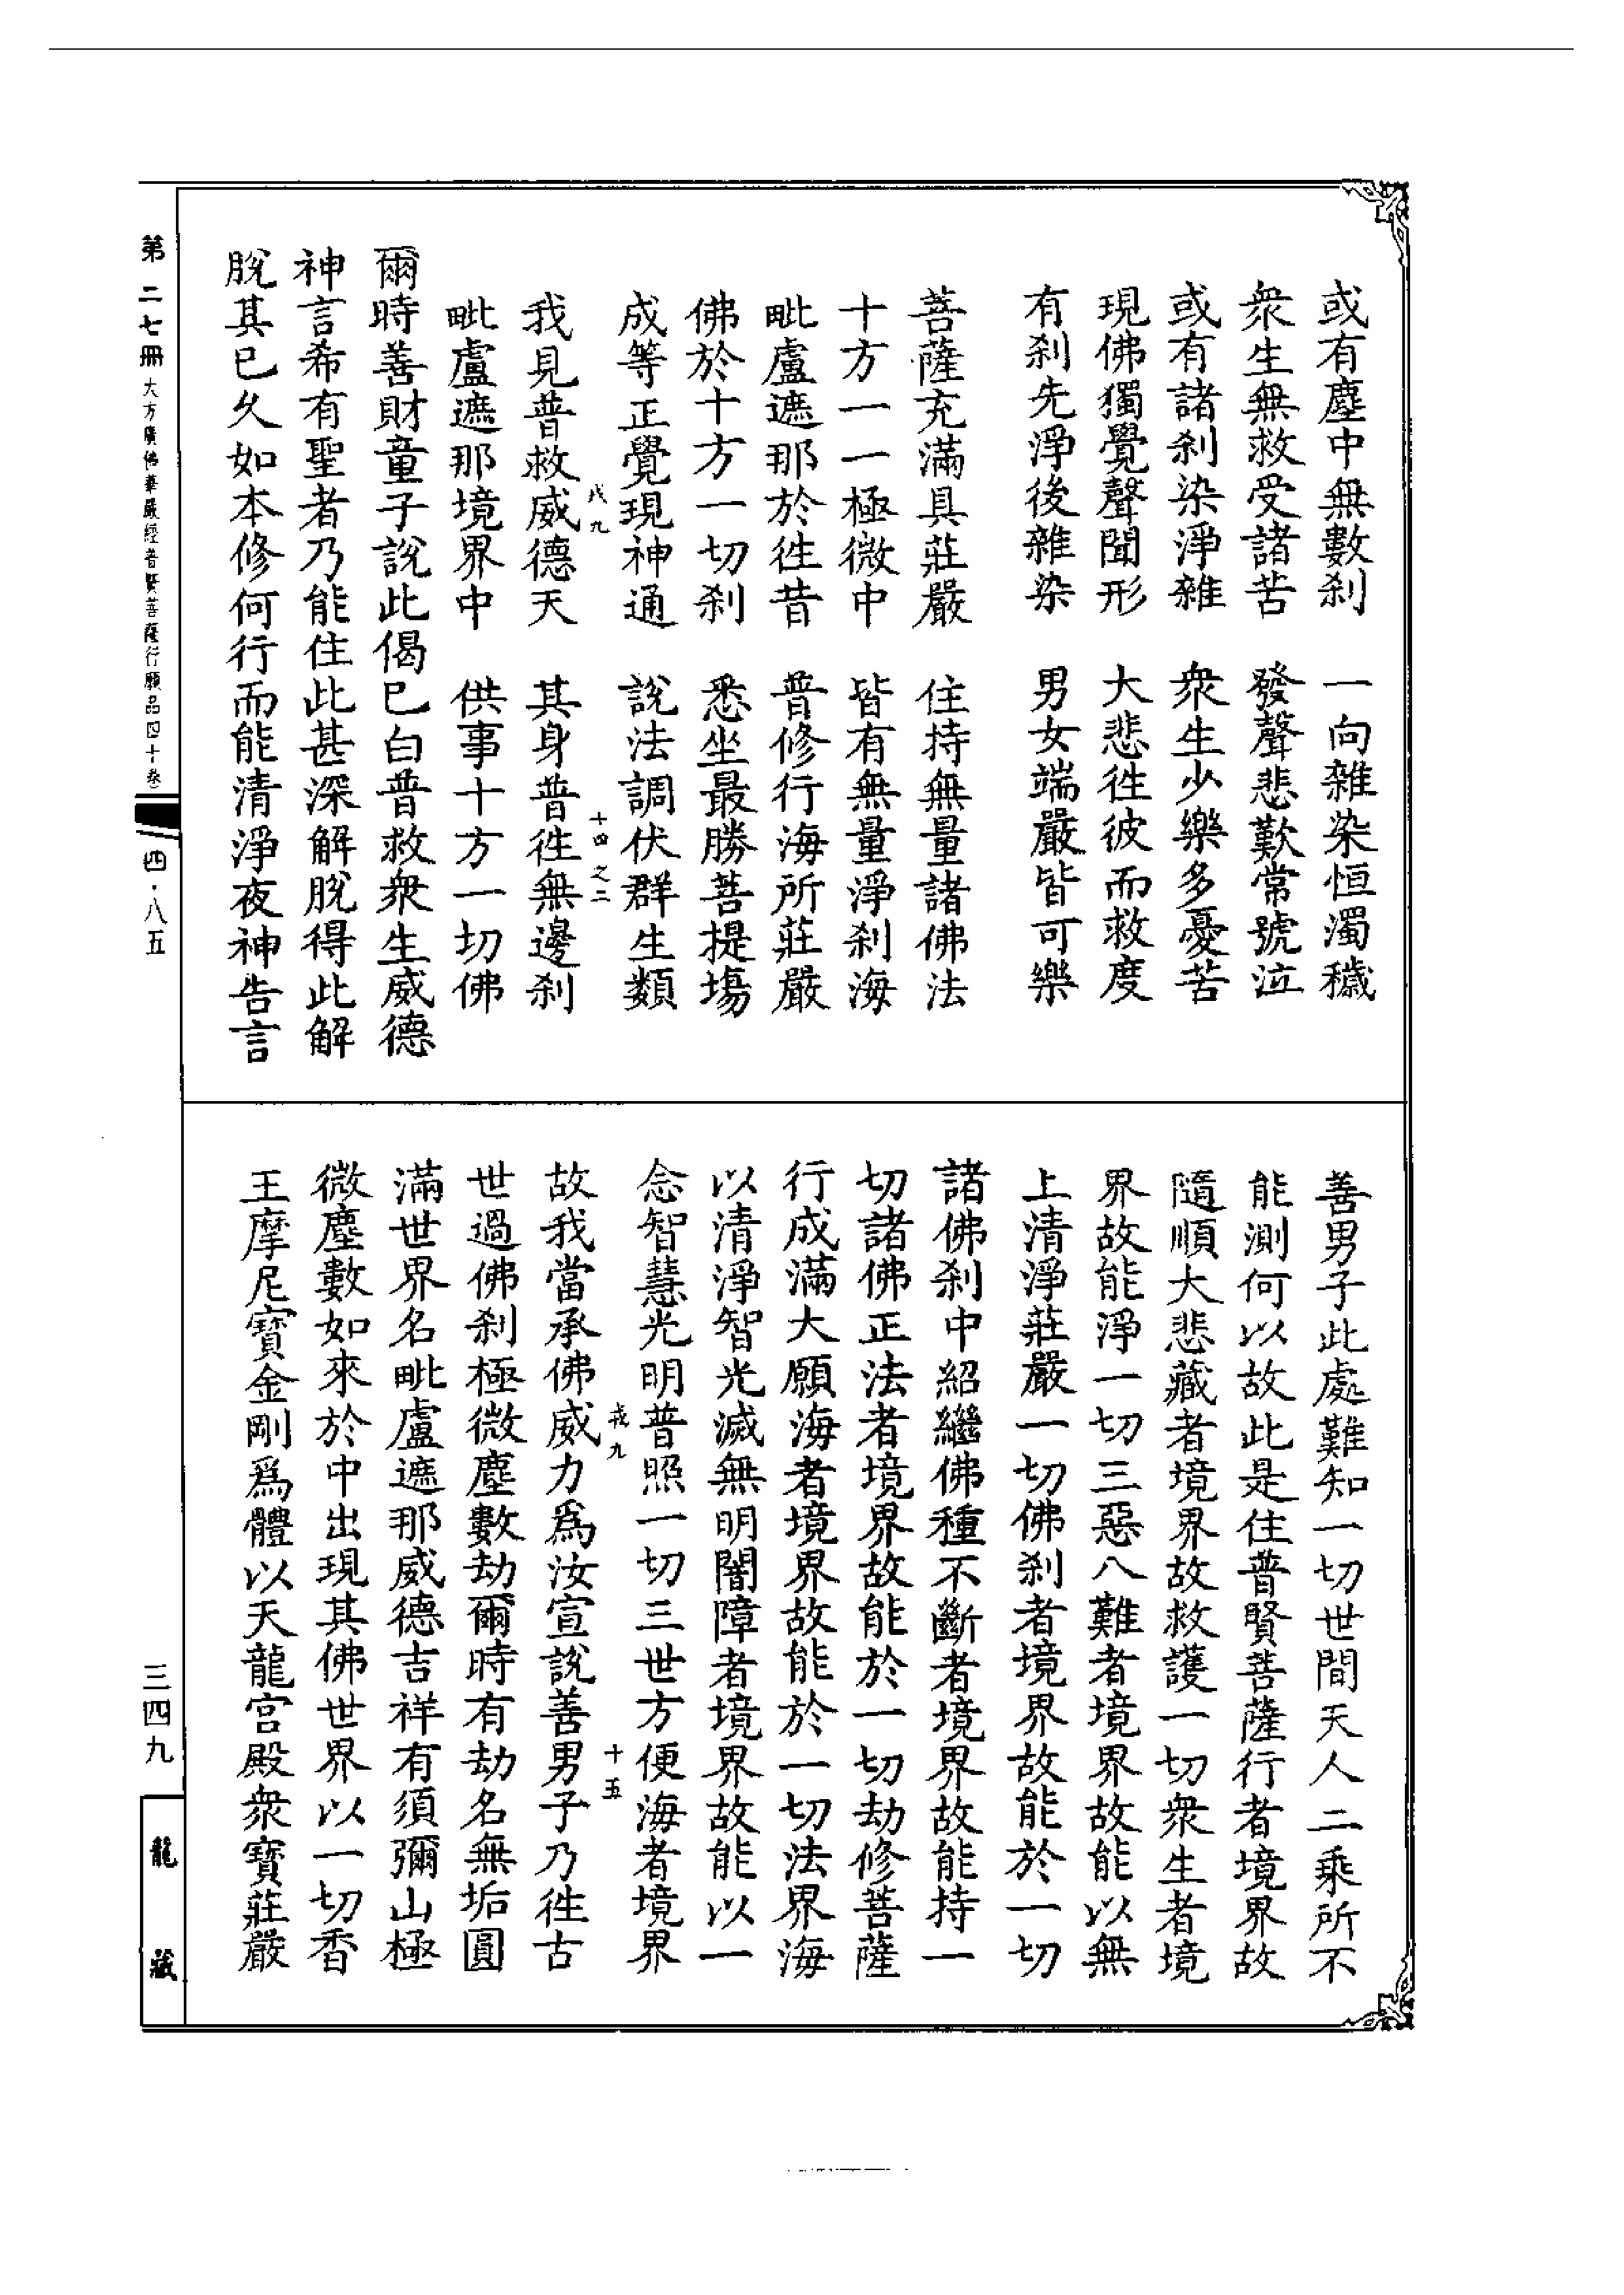 或有塵中無數刹　一向雜染恒濁穢
衆生無救受諸苦　發聲悲歎常號泣
或有諸刹染淨雜　衆生少樂多憂苦
現佛獨覺聲聞形　大悲徃彼而救度
有刹先淨後雜染　男女端嚴皆可樂
菩薩充滿具莊嚴　住持無量諸佛法
十方一一極微中　皆有無量淨刹海
毗盧遮那於徃昔　普修行海所莊嚴
佛於十方一切刹　悉坐最勝菩提場
成等正覺現神通　說法調伏群生類
戌九　十四之二
我見普救威德天　其身普徃無邊刹
毗盧遮那境界中　供事十方一切佛
爾時善財童子說此偈已白普救衆生威德
神言希有聖者乃能住此甚深解脫得此解
脫其已久如本修何行而能清淨夜神告言
善男子此處難知一切世間天人二乘所不
能測何以故此是住普賢菩薩行者境界故
隨順大悲藏者境界故救護一切衆生者境
界故能淨一切三惡八難者境界故能以無
上清淨莊嚴一切佛刹者境界故能於一切
諸佛刹中紹繼佛種不斷者境界故能持一
切諸佛正法者境界故能於一切劫修菩薩
行成滿大願海者境界故能於一切法界海
以清淨智光滅無明闇障者境界故能以一
念智慧光明普照一切三世方便海者境界
戎九　十五
故我當承佛威力爲汝宣說善男子乃徃古
世過佛刹極微塵數劫爾時有劫名無垢圓
滿世界名毗盧遮那威德吉祥有須彌山極
微塵數如來於中出現其佛世界以一切香
王摩尼寶金剛爲體以天龍宮殿衆寶莊嚴
第二七冊　大方廣佛華嚴經普賢菩薩行願品四十卷　四·八五
三四九
龍藏